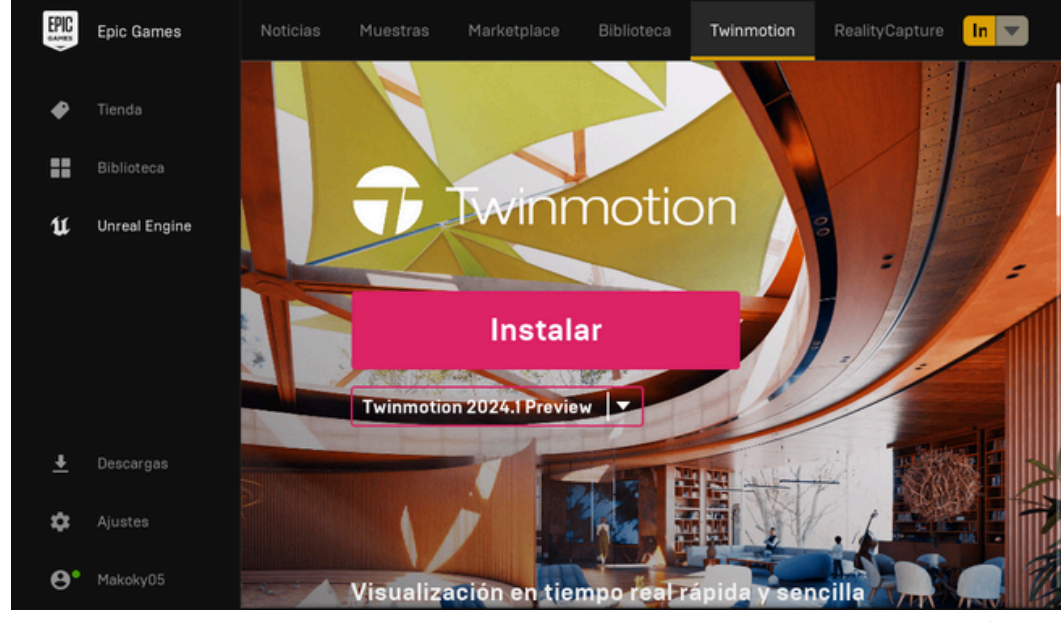 EPIC
GAMES
Epic Games
Tienda
Biblioteca
Unreal Engine
Descargas
Ajustes
Makoky05
Noticias
Muestras
Marketplace
Biblioteca
Twinmotion
RealityCapture
In
Twinmotion
Instalar
Twinmotion 2024.1 Preview
Visualización en tiempo real rápida y sencilla